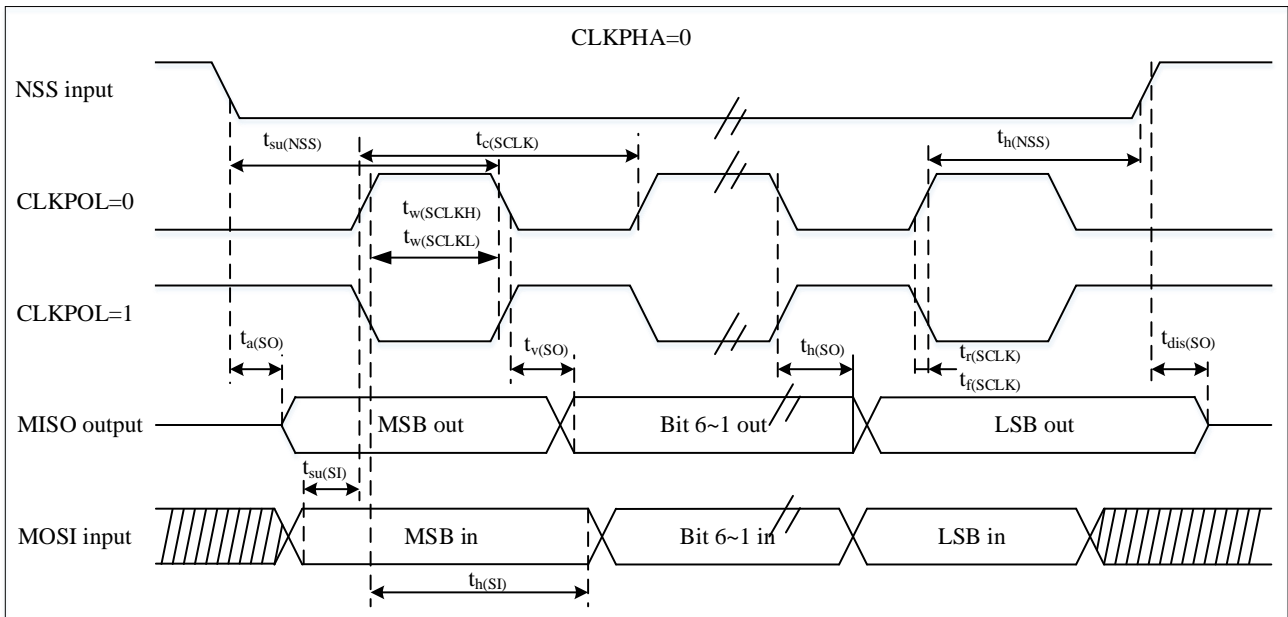 CLKPHA=0
NSS input
tsu(NSS)
tc(SCLK)
th(NSS)
CLKPOL=0
tw(SCLKH)
tw(SCLKL)
CLKPOL=1
ta(SO)
tv(SO)
th(SO)
tr(SCLK)
tf(SCLK)
tdis(SO)
MISO output
MSB out
Bit 6~1 out
LSB out
tsu(SI)
MOSI input
MSB in
Bit 6~1 in
LSB in
th(SI)